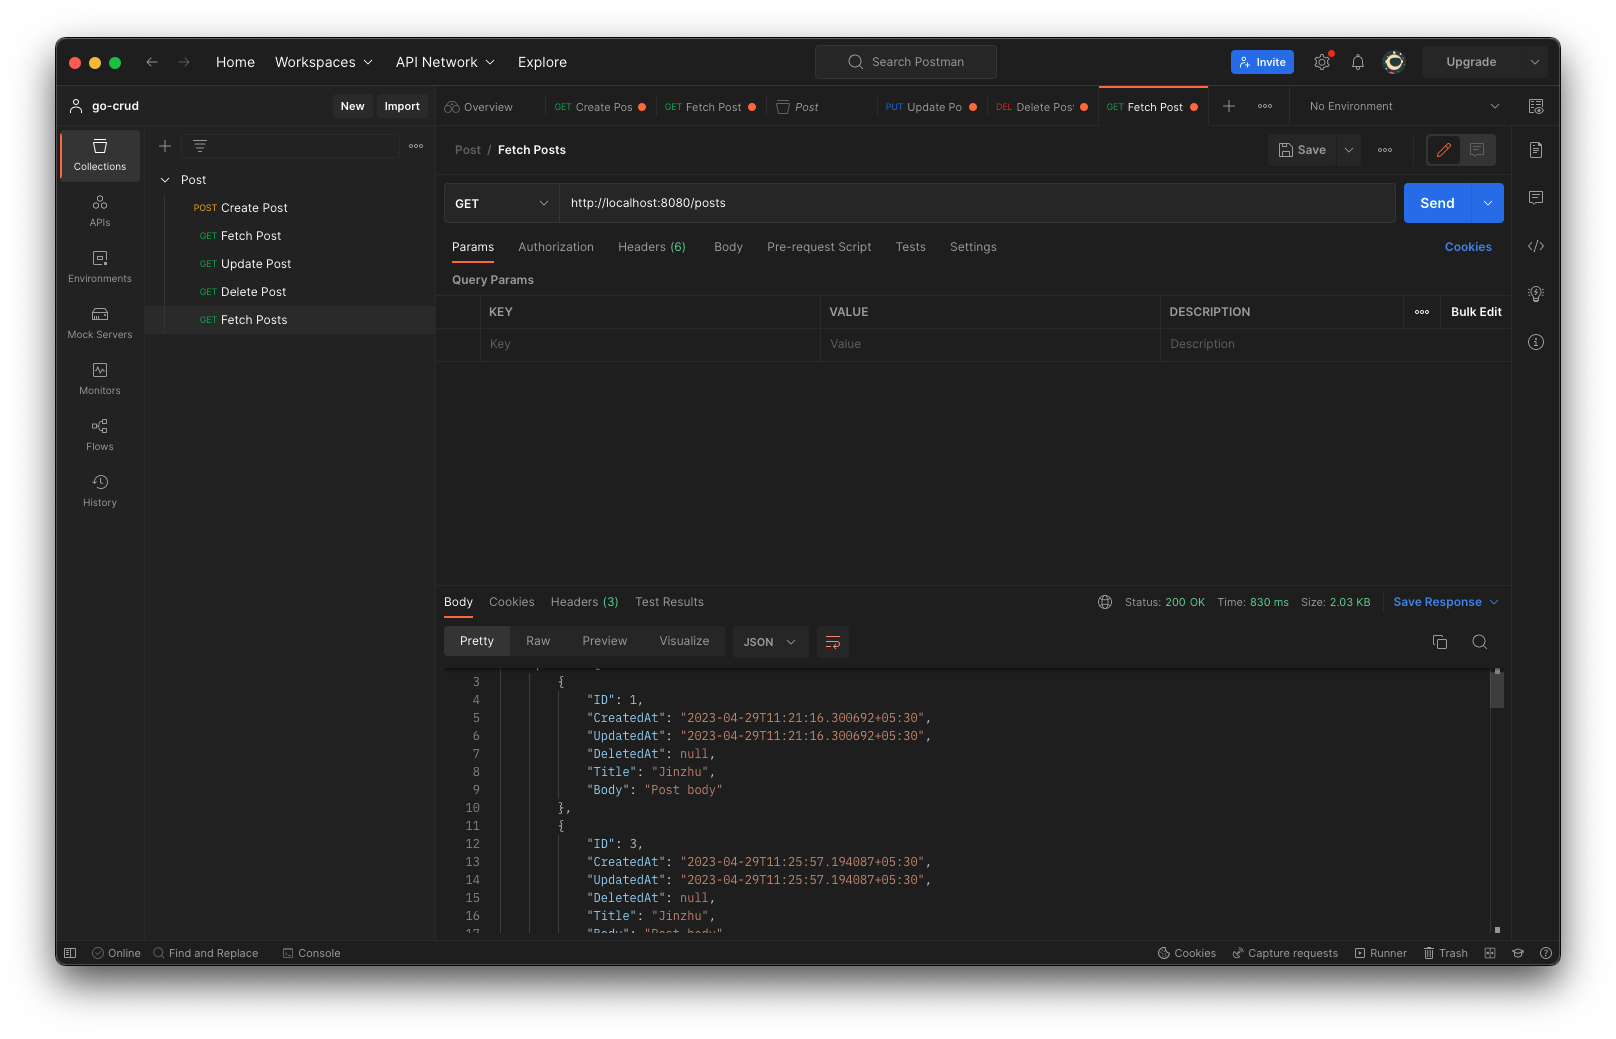 Home Workspaces API Network Explore Search Postman Invite Upgrade
go-crud New Import Overview GET Create Pos GET Fetch Post Post PUT Update Po DEL Delete Pos GET Fetch Post No Environment
Collections
APIs
Environments
Mock Servers
Monitors
Flows
History
Post
POST Create Post
GET Fetch Post
GET Update Post
GET Delete Post
GET Fetch Posts
Post / Fetch Posts Save
GET http://localhost:8080/posts Send
Params Authorization Headers (6) Body Pre-request Script Tests Settings Cookies
Query Params
KEY VALUE DESCRIPTION Bulk Edit
Key Value Description
Body Cookies Headers (3) Test Results Status: 200 OK Time: 830 ms Size: 2.03 KB Save Response
Pretty Raw Preview Visualize JSON
3 {
4 "ID": 1,
5 "CreatedAt": "2023-04-29T11:21:16.300692+05:30",
6 "UpdatedAt": "2023-04-29T11:21:16.300692+05:30",
7 "DeletedAt": null,
8 "Title": "Jinzhu",
9 "Body": "Post body"
10 },
11 {
12 "ID": 3,
13 "CreatedAt": "2023-04-29T11:25:57.194087+05:30",
14 "UpdatedAt": "2023-04-29T11:25:57.194087+05:30",
15 "DeletedAt": null,
16 "Title": "Jinzhu",
17 "Body": "Post body"
Online Find and Replace Console Cookies Capture requests Runner Trash